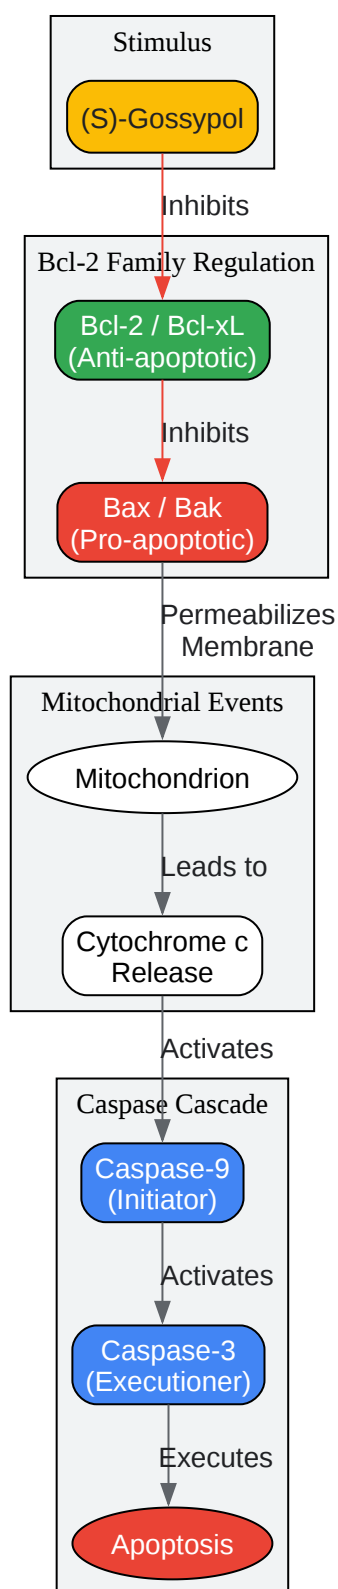 Stimulus
(S)-Gossypol
Inhibits
Bcl-2 Family Regulation
Bcl-2 / Bcl-xL
(Anti-apoptotic)
Inhibits
Bax / Bak
(Pro-apoptotic)
Permeabilizes
Membrane
Mitochondrial Events
Mitochondrion
Leads to
Cytochrome c
Release
Activates
Caspase Cascade
Caspase-9
(Initiator)
Activates
Caspase-3
(Executioner)
Executes
Apoptosis